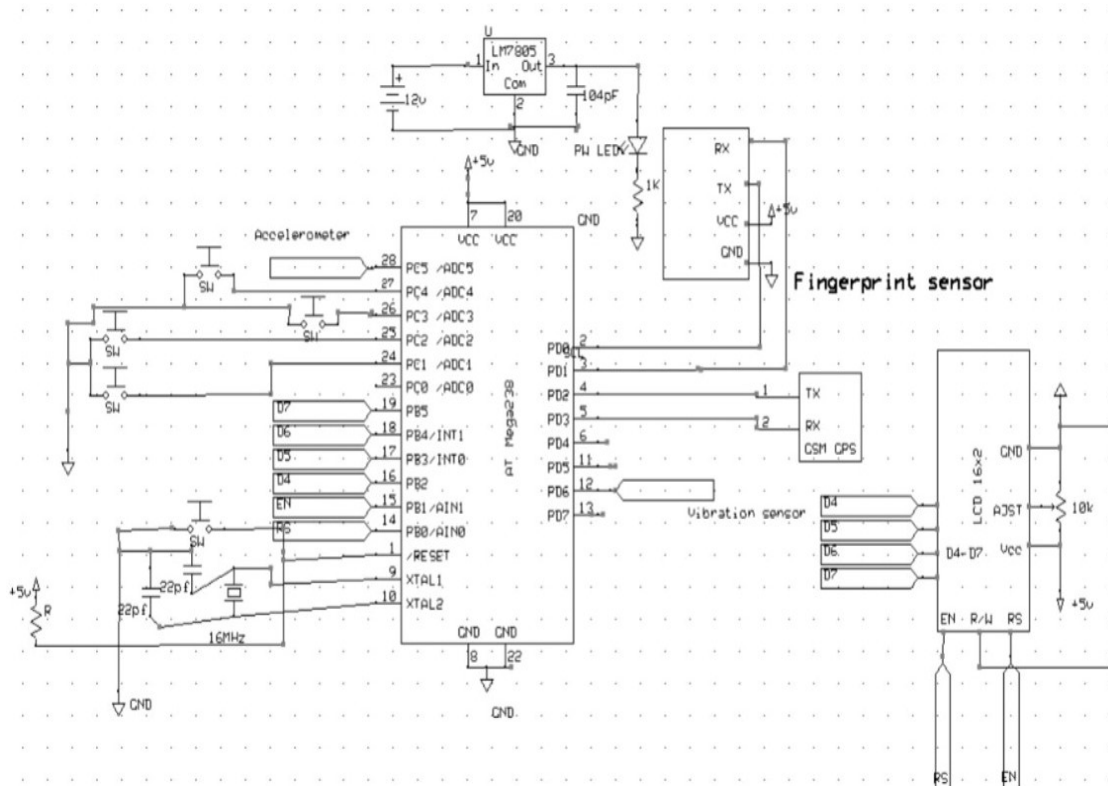 U
LM7805
1 In Out 3
Com
2
+
12v
104pF
GND
PW LED
1K
RX
TX
VCC
+5v
GND
Fingerprint sensor
+5v
7 20
VCC VCC
GND
Accelerometer
28 PC5 /ADC5
27 PC4 /ADC4
26 PC3 /ADC3
25 PC2 /ADC2
24 PC1 /ADC1
23 PC0 /ADC0
19 PB5
18 PB4/INT1
17 PB3/INT0
16 PB2
15 PB1/AIN1
14 PB0/AIN0
1 /RESET
9 XTAL1
10 XTAL2
SW
SW
SW
SW
D7
D6
D5
D4
EN
RS
SW
22pf
22pf
16MHz
+5v
R
GND
AT Mega238
PD0 2
PD1 3
PD2 4
PD3 5
PD4 6
PD5 11
PD6 12
PD7 13
GND GND
8 22
GND
1 TX
2 RX
GSM GPS
Vibration sensor
LCD 16x2
GND
AJST
10k
Vcc
+5v
D4
D5
D6
D7
D4-D7
EN R/W RS
RS
EN